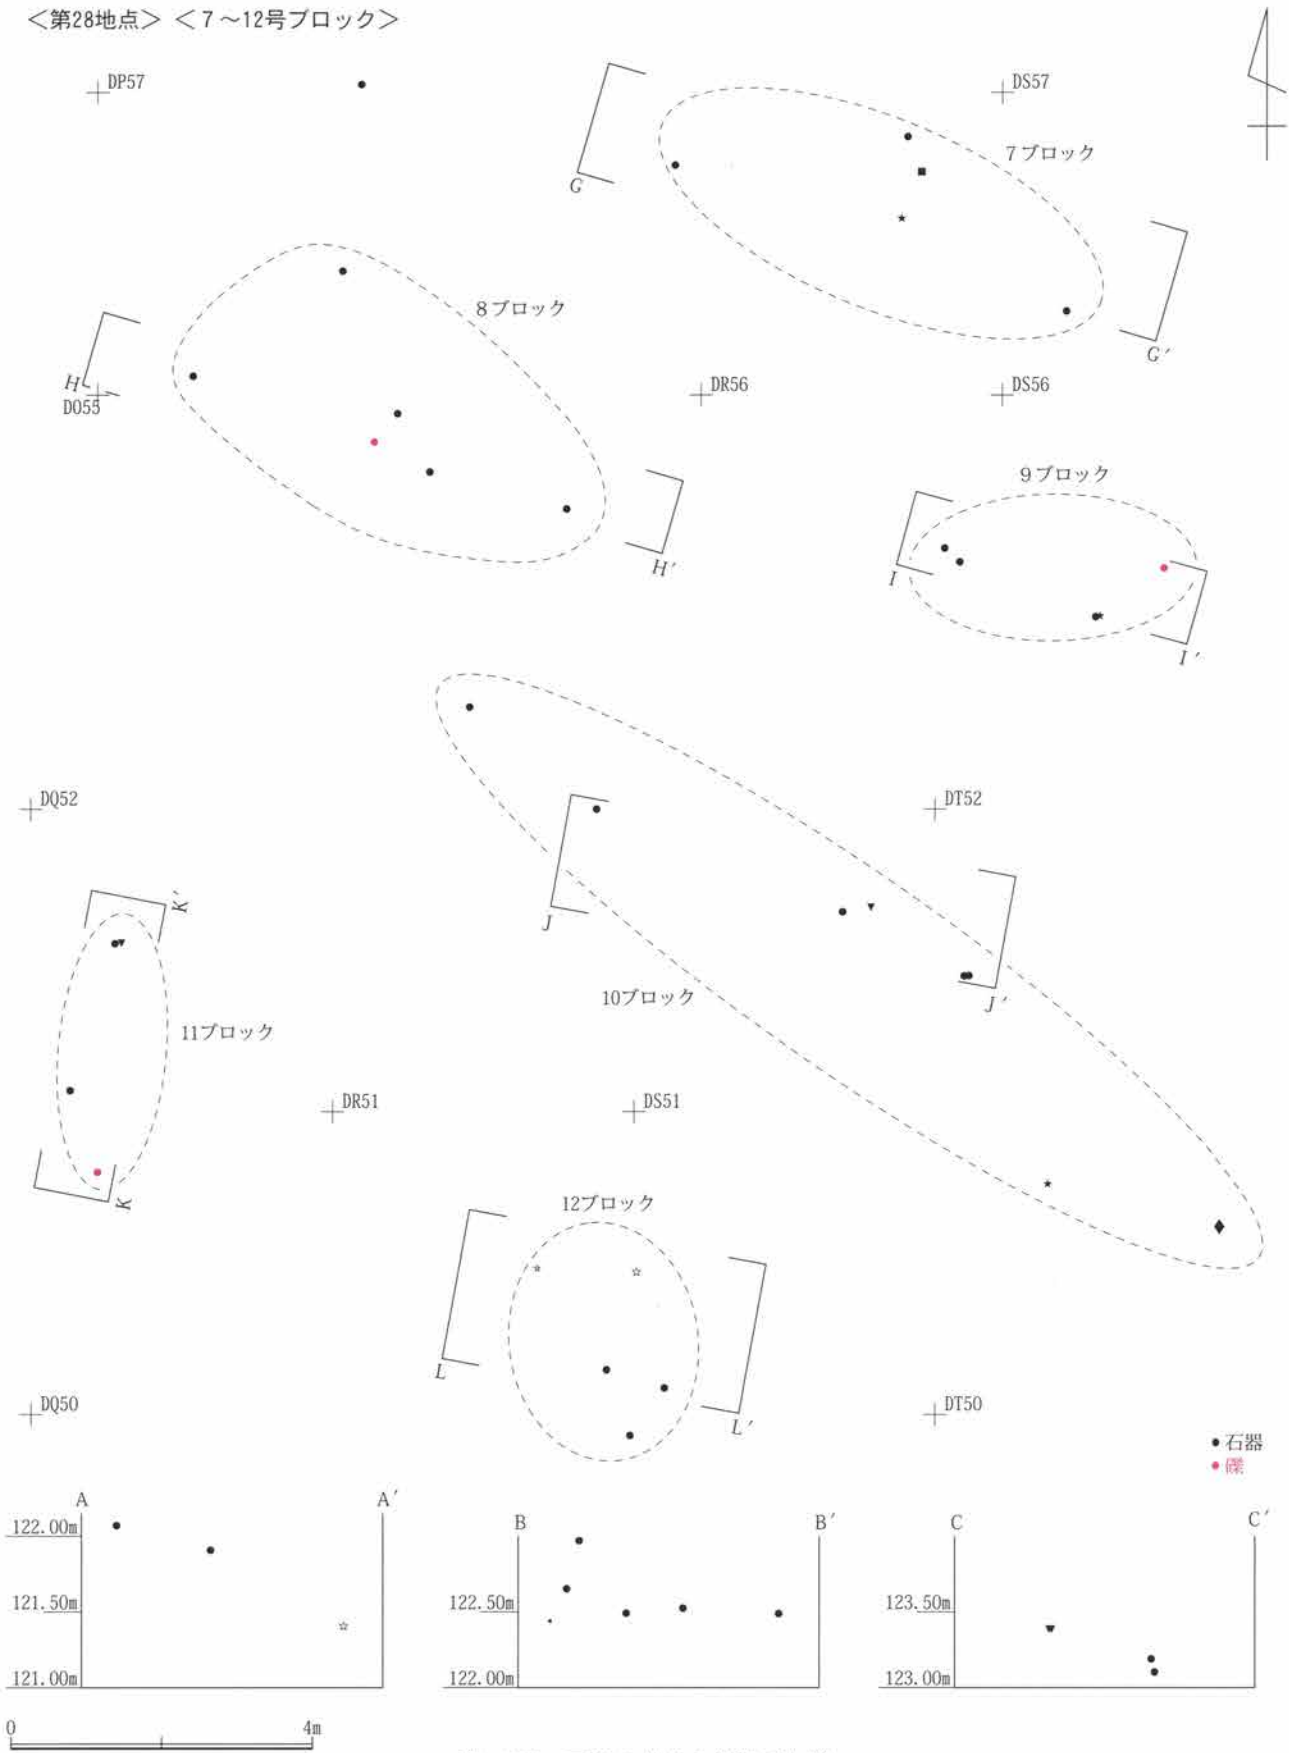 ＜第28地点＞＜７～12号ブロック＞
DP57
DS57
7ブロック
G
G′
8ブロック
H
DO55
DR56
DS56
9ブロック
H′
I
I′
DQ52
DT52
K′
J
J′
10ブロック
11ブロック
DR51
DS51
K
12ブロック
L
L′
DQ50
DT50
石器
礫
A
A′
122.00m
121.50m
121.00m
B
B′
122.50m
122.00m
C
C′
123.50m
123.00m
0
4m